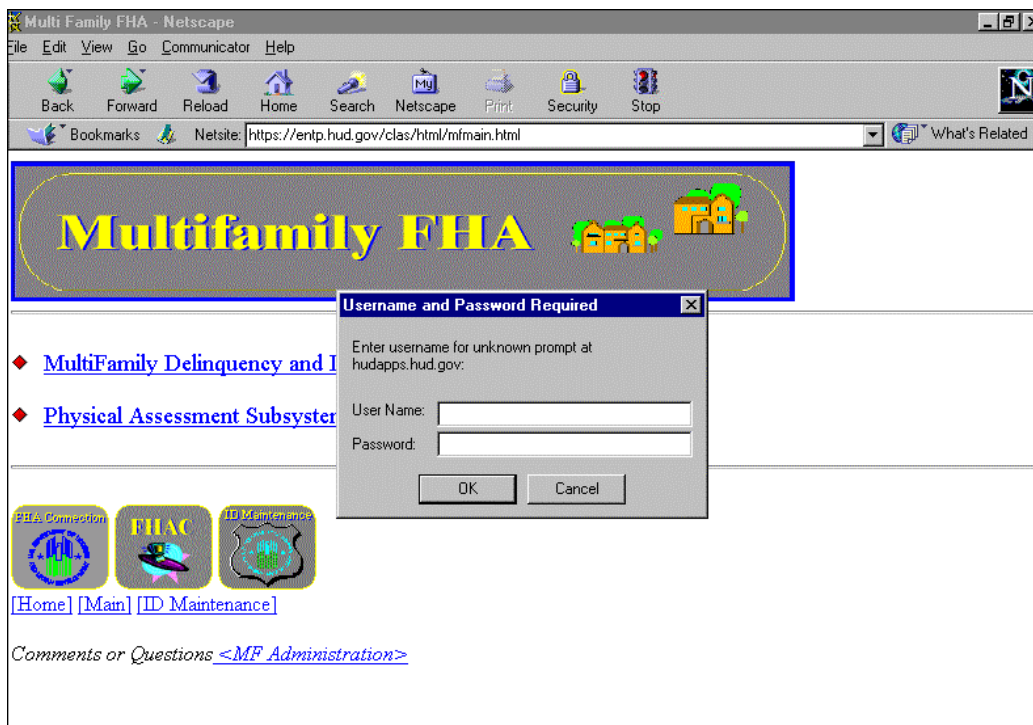 Multi Family FHA - Netscape
File Edit View Go Communicator Help
Back Forward Reload Home Search Netscape Print Security Stop
My
N
Bookmarks Netsite: https://entp.hud.gov/clas/html/mfmain.html What's Related
Multifamily FHA
Username and Password Required
Enter username for unknown prompt at
hudapps.hud.gov:
User Name:
Password:
OK Cancel
MultiFamily Delinquency and
Physical Assessment Subsystem
FHA Connection
FHAC
ID Maintenance
[Home] [Main] [ID Maintenance]
Comments or Questions <MF Administration>